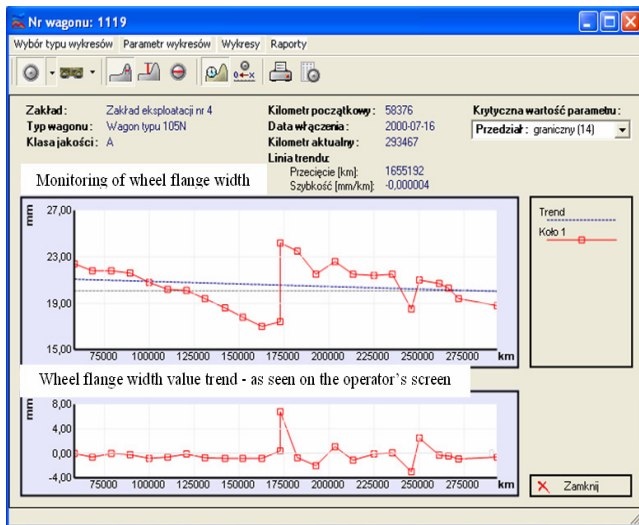 Nr wagonu: 1119
Wybór typu wykresów Parametr wykresów Wykresy Raporty
Zakład: Zakład eksploatacji nr 4 Kilometr początkowy: 58376 Krytyczna wartość parametru:
Typ wagonu: Wagon typu 105N Data włączenia: 2000-07-16 Przedział: graniczny (14)
Klasa jakości: A Kilometr aktualny: 293467
Linia trendu:
Przecięcie [km]: 1655192
Szybkość [mm/km]: -0,000004
Monitoring of wheel flange width
mm
27,00
23,00
19,00
15,00
75000 100000 125000 150000 175000 200000 225000 250000 275000 km
Trend
Koło 1
Wheel flange width value trend - as seen on the operator's screen
mm
8,00
4,00
0,00
-4,00
75000 100000 125000 150000 175000 200000 225000 250000 275000 km
Zamknij